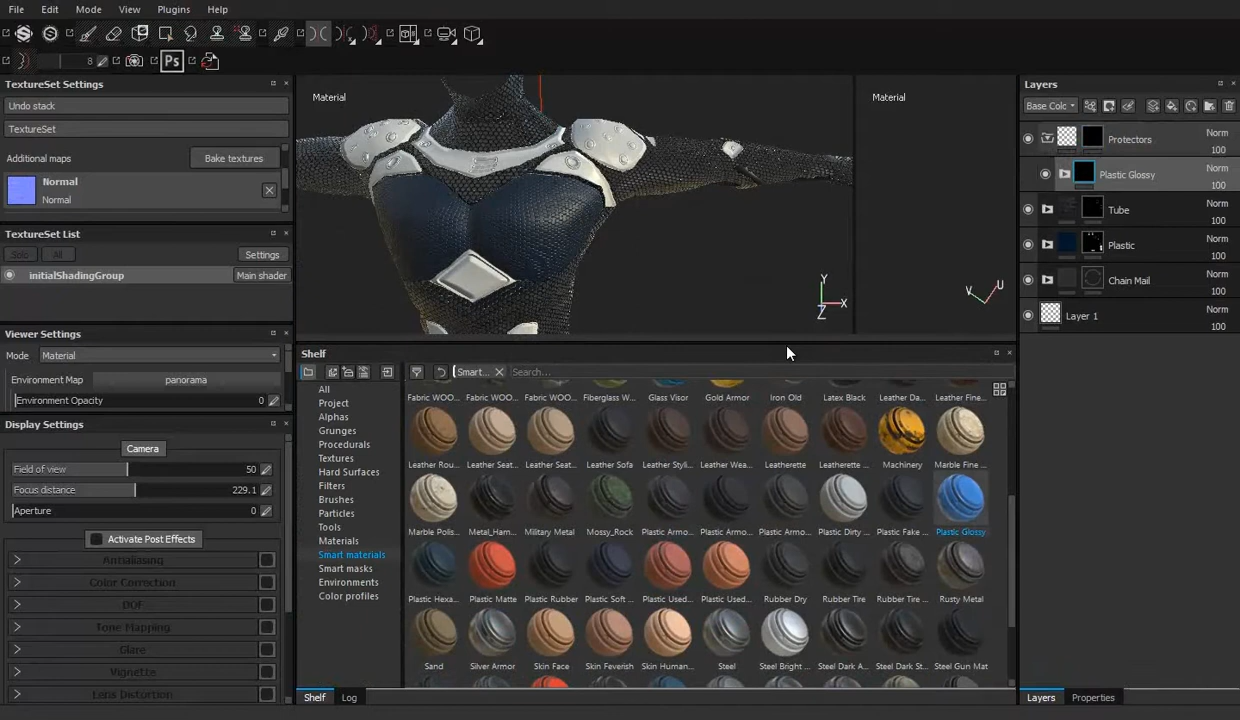 File Edit Mode View Plugins Help
8 Ps
TextureSet Settings
Undo stack
TextureSet
Additional maps Bake textures
Normal
Normal
TextureSet List
Solo All Settings
initialShadingGroup Main shader
Viewer Settings
Mode Material
Environment Map panorama
Environment Opacity 0
Display Settings
Camera
Field of view 50
Focus distance 229.1
Aperture 0
Activate Post Effects
Antialiasing
Color Correction
DOF
Tone Mapping
Glare
Vignette
Lens Distortion
Material
Y
X
Z
Material
V U
Shelf
Smart... Search...
All
Project
Alphas
Grunges
Procedurals
Textures
Hard Surfaces
Filters
Brushes
Particles
Tools
Materials
Smart materials
Smart masks
Environments
Color profiles
Fabric WOO... Fabric WOO... Fabric WOO... Fiberglass W... Glass Visor Gold Armor Iron Old Latex Black Leather Da... Leather Fine...
Leather Rou... Leather Seat... Leather Seat... Leather Sofa Leather Styli... Leather Wea... Leatherette Leatherette ... Machinery Marble Fine ...
Marble Polis... Metal_Ham... Military Metal Mossy_Rock Plastic Armo... Plastic Armo... Plastic Armo... Plastic Dirty ... Plastic Fake ... Plastic Glossy
Plastic Hexa... Plastic Matte Plastic Rubber Plastic Soft ... Plastic Used... Plastic Used... Rubber Dry Rubber Tire Rubber Tire ... Rusty Metal
Sand Silver Armor Skin Face Skin Feverish Skin Human... Steel Steel Bright ... Steel Dark A... Steel Dark St... Steel Gun Mat
Shelf Log
Layers
Base Colc
Protectors Norm
100
Plastic Glossy Norm
100
Tube Norm
100
Plastic Norm
100
Chain Mail Norm
100
Layer 1 Norm
100
Layers Properties